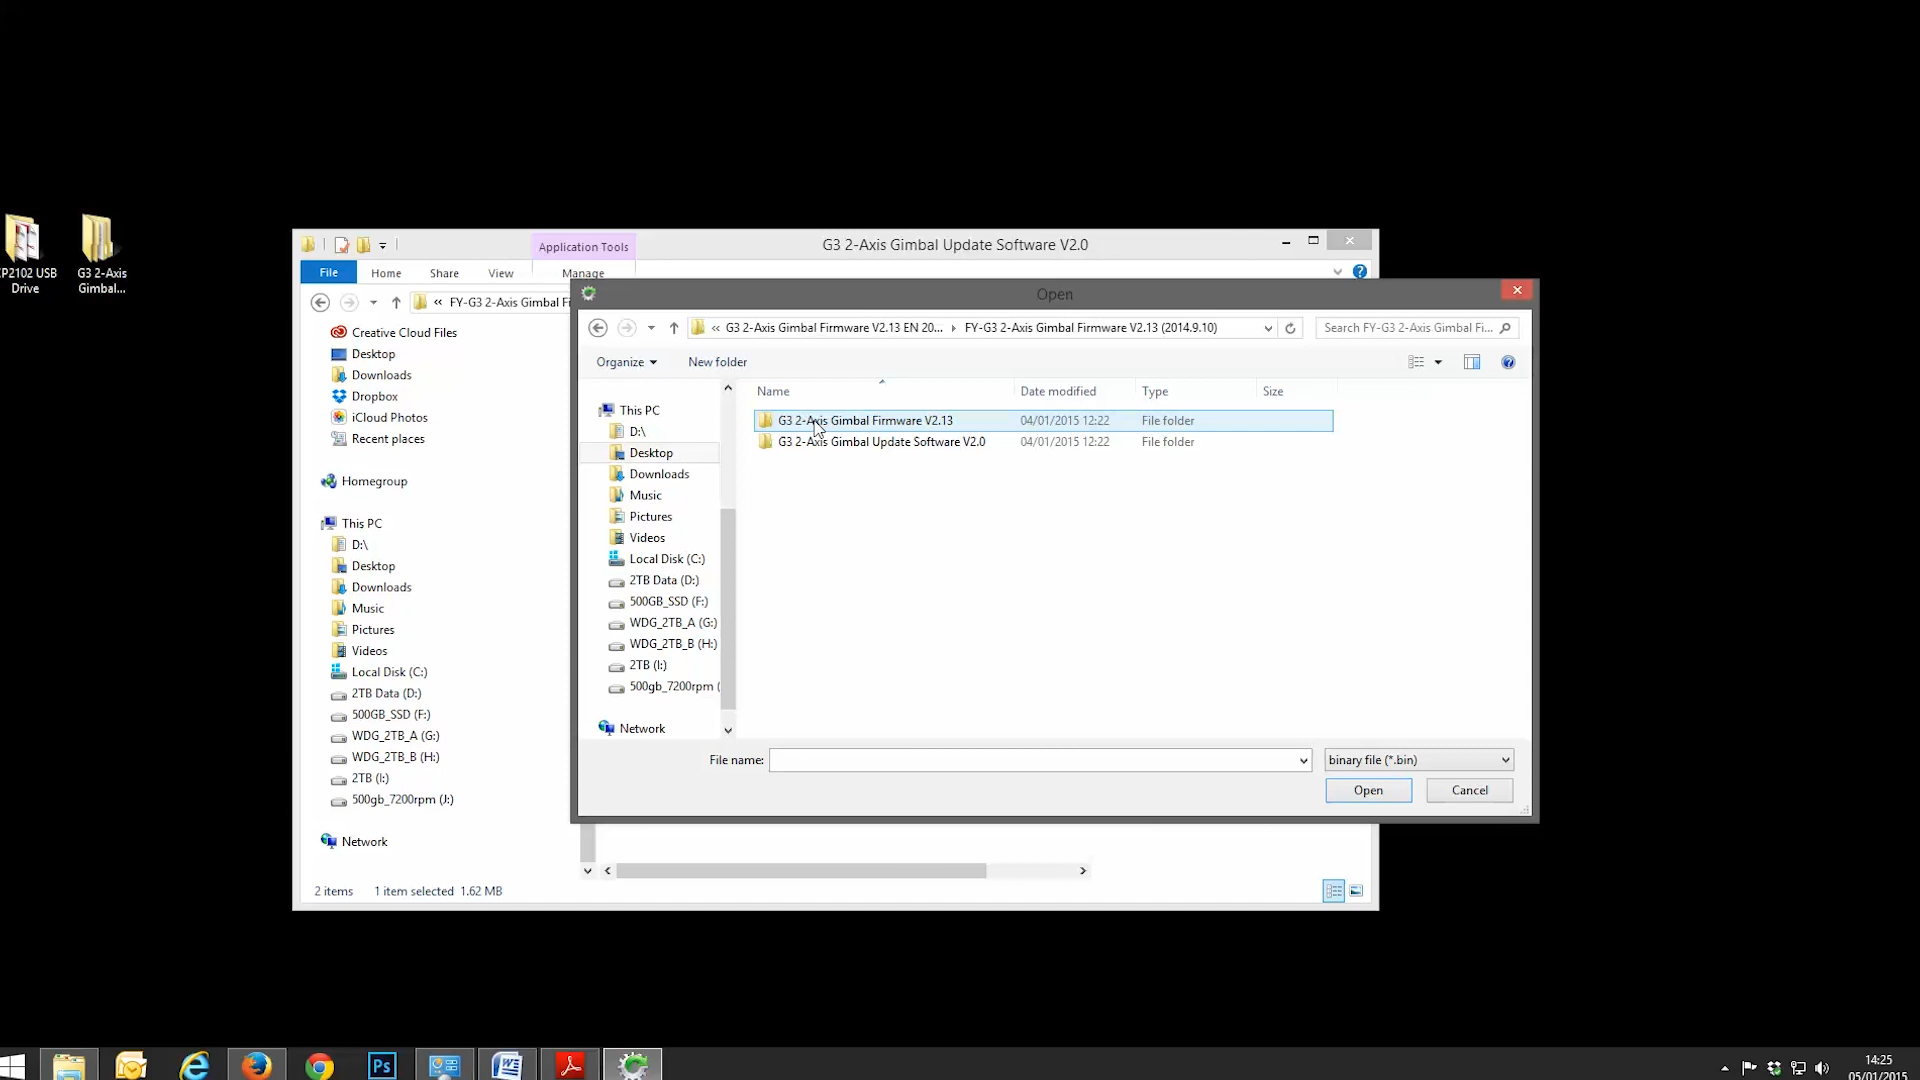 P2102 USB
Drive
G3 2-Axis
Gimbal...
Application Tools
G3 2-Axis Gimbal Update Software V2.0
File
Home
Share
View
Manage
« FY-G3 2-Axis Gimbal Fi
Creative Cloud Files
Desktop
Downloads
Dropbox
iCloud Photos
Recent places
Homegroup
This PC
D:\
Desktop
Downloads
Music
Pictures
Videos
Local Disk (C:)
2TB Data (D:)
500GB_SSD (F:)
WDG_2TB_A (G:)
WDG_2TB_B (H:)
2TB (I:)
500gb_7200rpm (J:)
Network
2 items 1 item selected 1.62 MB
Open
« G3 2-Axis Gimbal Firmware V2.13 EN 20... FY-G3 2-Axis Gimbal Firmware V2.13 (2014.9.10)
Search FY-G3 2-Axis Gimbal Fi...
Organize
New folder
Name Date modified Type Size
G3 2-Axis Gimbal Firmware V2.13 04/01/2015 12:22 File folder
G3 2-Axis Gimbal Update Software V2.0 04/01/2015 12:22 File folder
This PC
D:\
Desktop
Downloads
Music
Pictures
Videos
Local Disk (C:)
2TB Data (D:)
500GB_SSD (F:)
WDG_2TB_A (G:)
WDG_2TB_B (H:)
2TB (I:)
500gb_7200rpm (
Network
File name:
binary file (*.bin)
Open
Cancel
Ps
14:25
05/01/2015